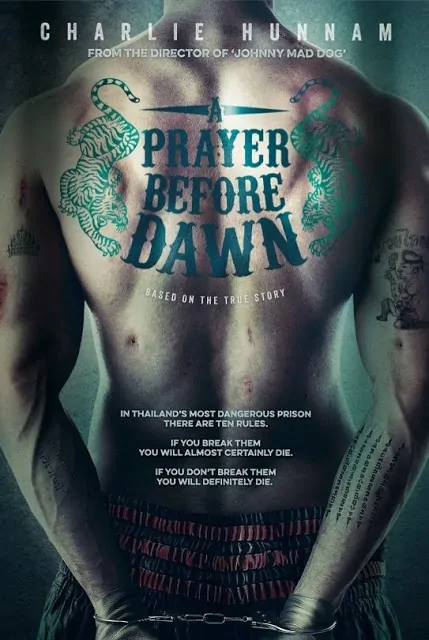 CHARLIE HUNNAM
FROM THE DIRECTOR OF 'JOHNNY MAD DOG'
A
PRAYER
BEFORE
DAWN
BASED ON THE TRUE STORY
IN THAILAND'S MOST DANGEROUS PRISON
THERE ARE TEN RULES.
IF YOU BREAK THEM
YOU WILL ALMOST CERTAINLY DIE.
IF YOU DON'T BREAK THEM
YOU WILL DEFINITELY DIE.